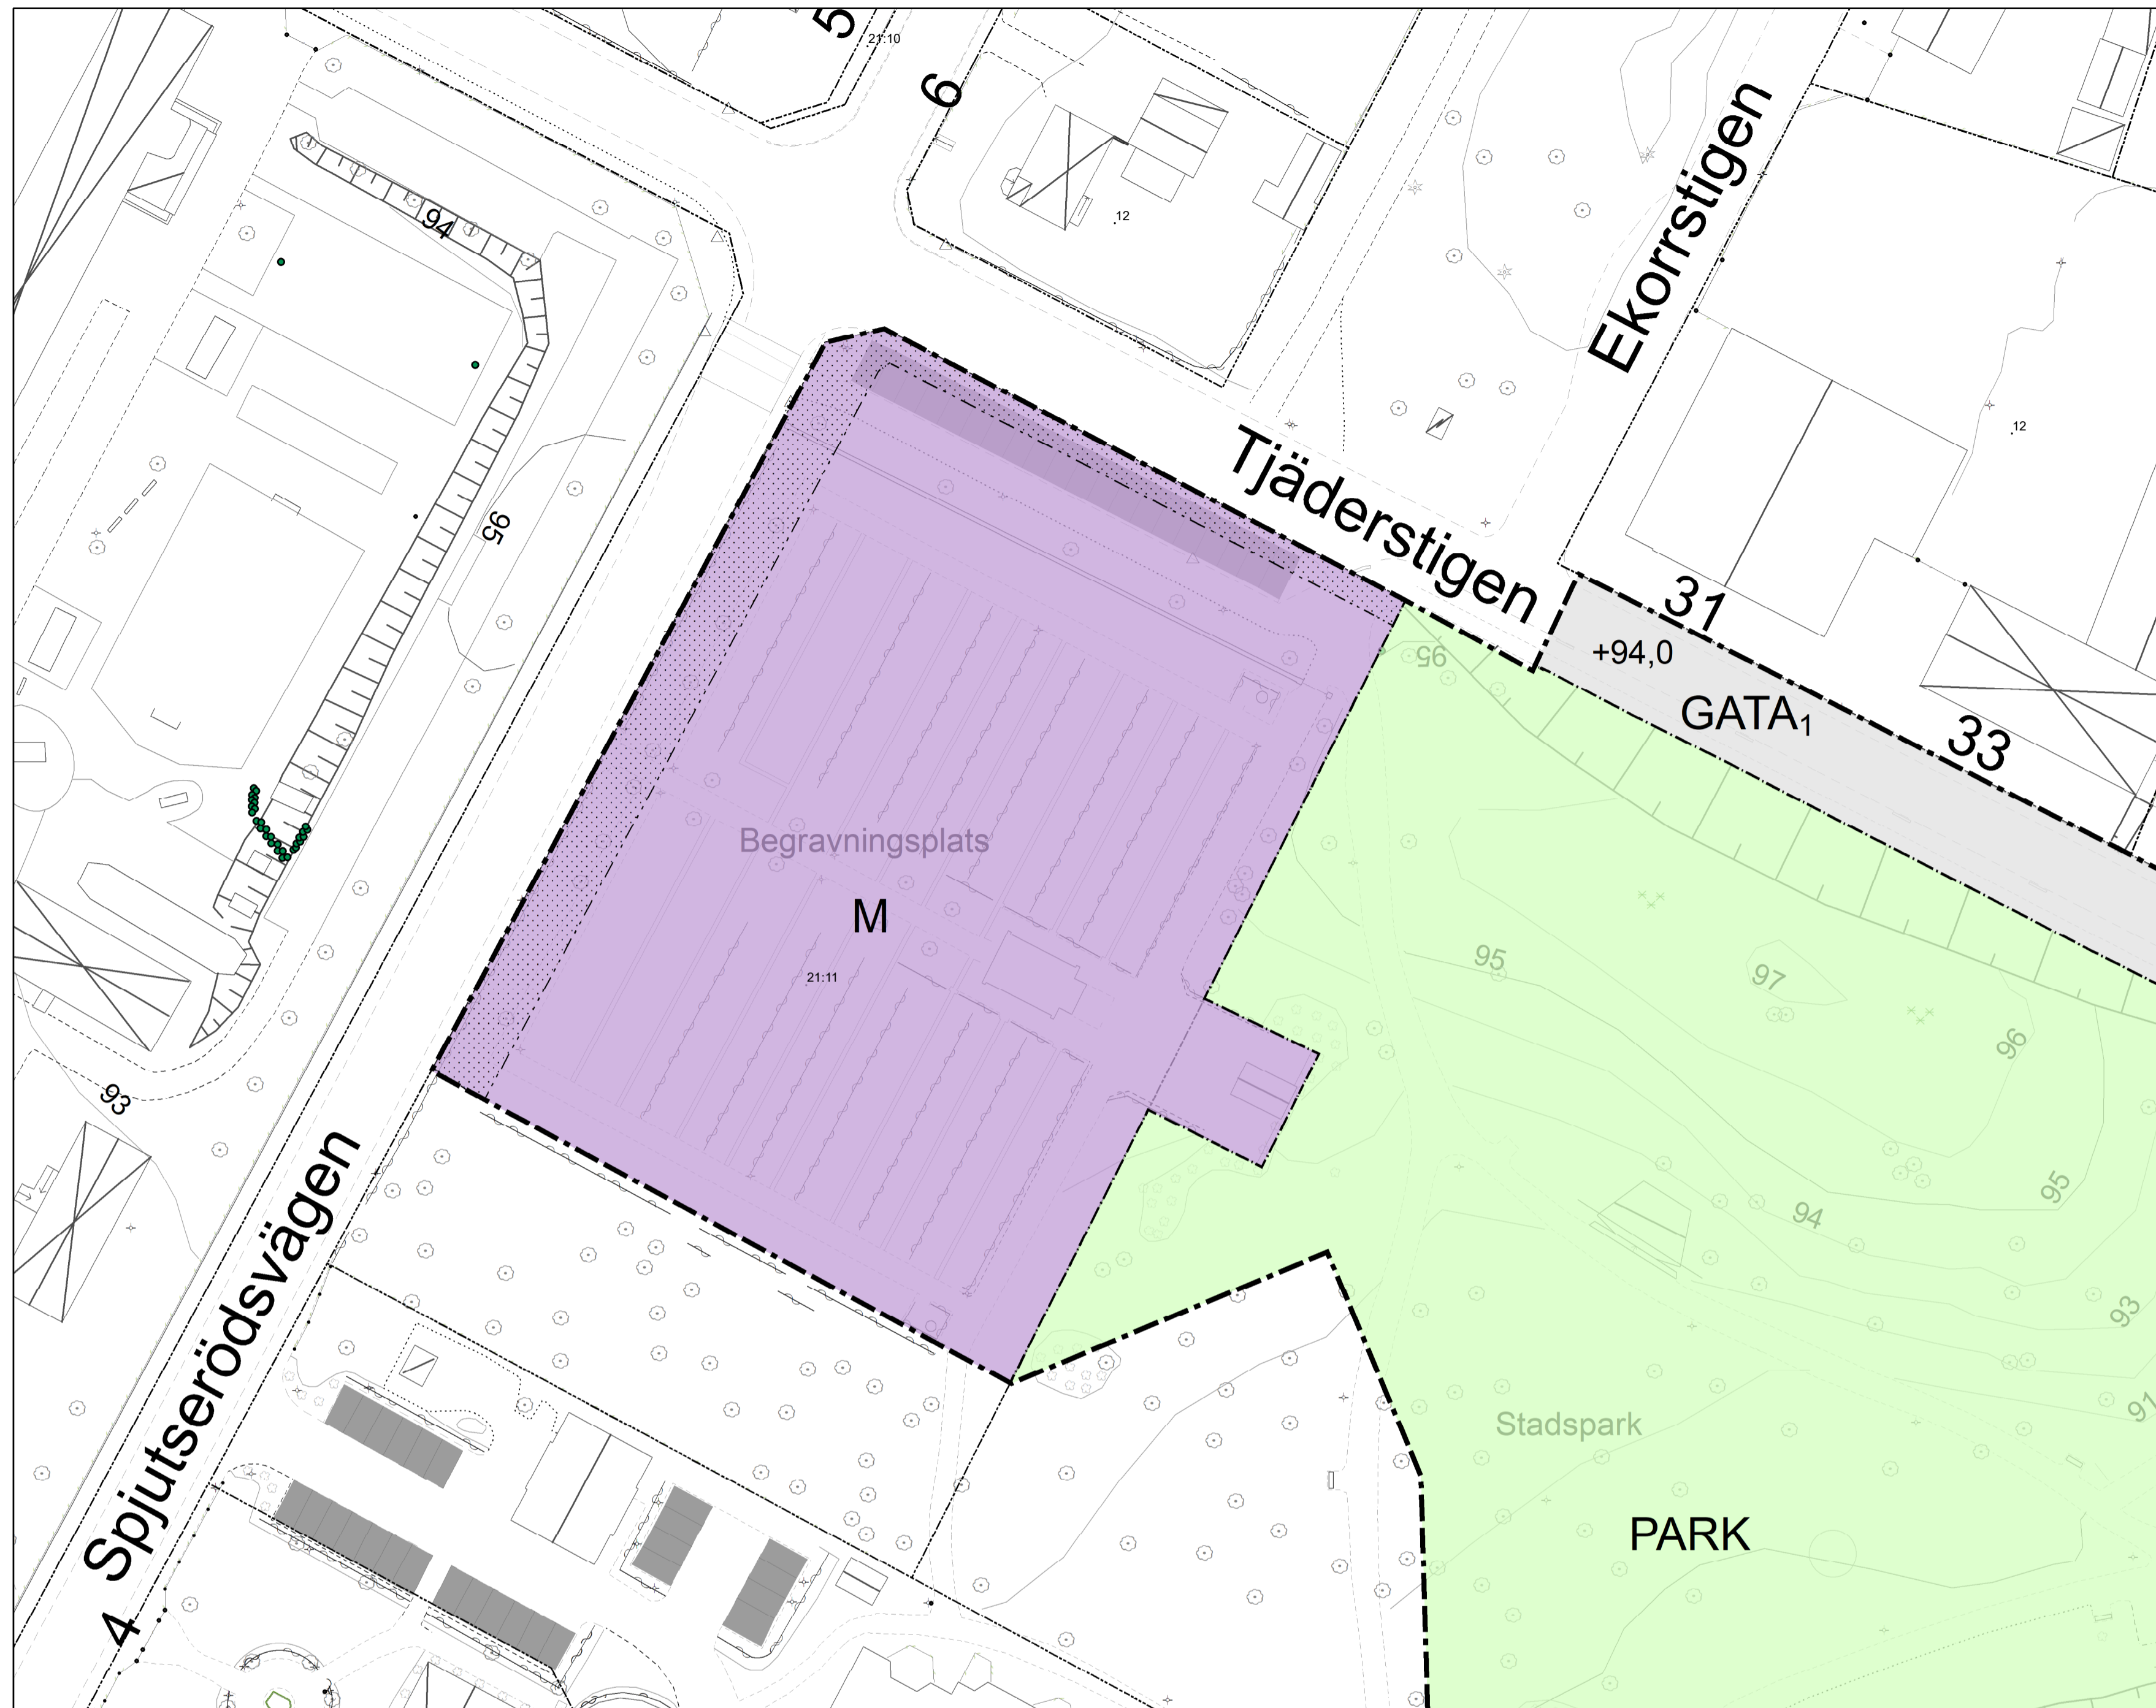 5
21:10
6
94
12
Ekorrstigen
12
95
Tjäderstigen
31
+94,0
95
GATA1
33
Begravningsplats
M
21:11
95
97
96
93
95
94
93
Spjutserödsvägen
91
Stadspark
PARK
4